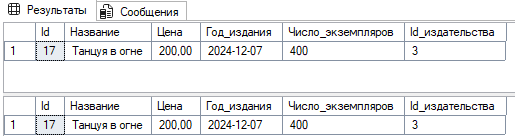 Результаты Сообщения
Id Название Цена Год_издания Число_экземпляров Id_издательства
1 17 Танцуя в огне 200,00 2024-12-07 400 3
Id Название Цена Год_издания Число_экземпляров Id_издательства
1 17 Танцуя в огне 200,00 2024-12-07 400 3